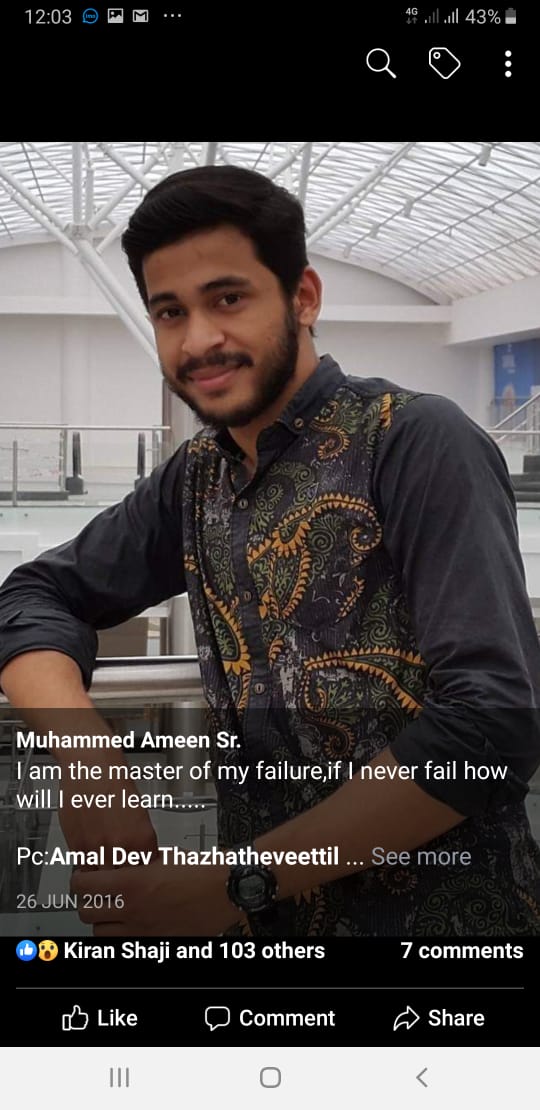 12:03
4G
43%
Muhammed Ameen Sr.
I am the master of my failure,if I never fail how
will I ever learn.....
Pc:Amal Dev Thazhatheveettil ... See more
26 JUN 2016
Kiran Shaji and 103 others
7 comments
Like
Comment
Share